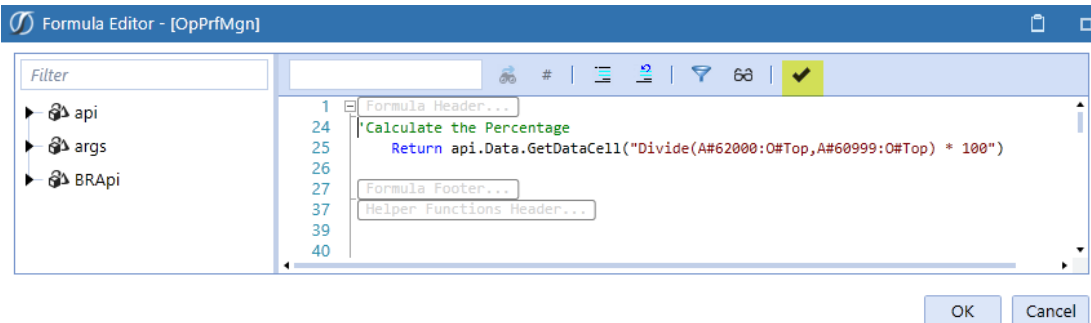 Formula Editor - [OpPrfMgn]
Filter
#
api
args
BRApi
1 Formula Header...
24 'Calculate the Percentage
25 Return api.Data.GetDataCell("Divide(A#62000:O#Top,A#60999:O#Top) * 100")
26
27 Formula Footer...
37 Helper Functions Header...
39
40
OK Cancel